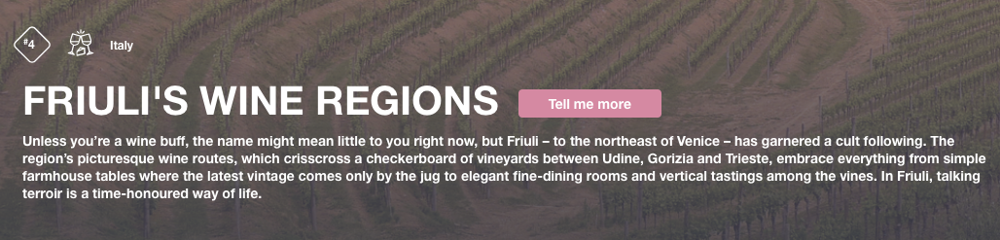 #4
Italy
FRIULI'S WINE REGIONS
Tell me more
Unless you’re a wine buff, the name might mean little to you right now, but Friuli – to the northeast of Venice – has garnered a cult following. The
region’s picturesque wine routes, which crisscross a checkerboard of vineyards between Udine, Gorizia and Trieste, embrace everything from simple
farmhouse tables where the latest vintage comes only by the jug to elegant fine-dining rooms and vertical tastings among the vines. In Friuli, talking
terroir is a time-honoured way of life.